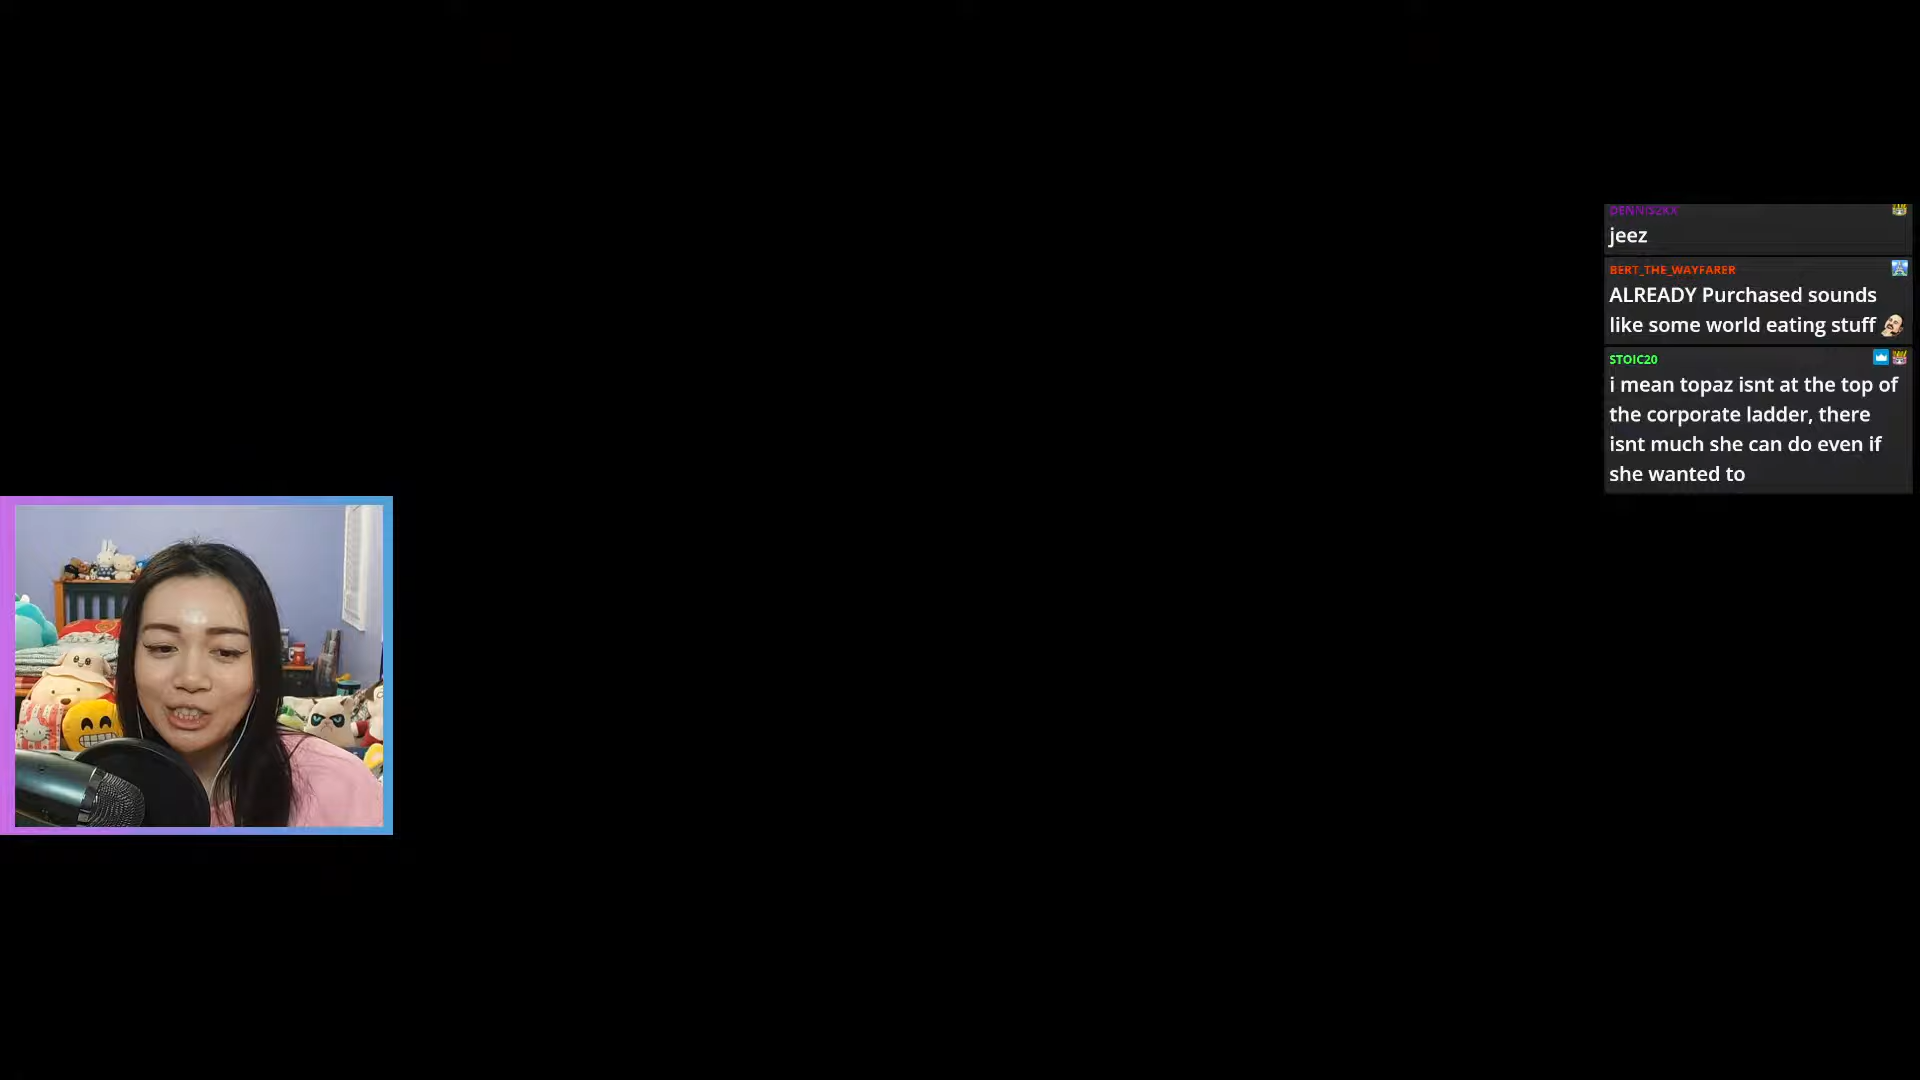 DENNIS2KX
jeez
BERT_THE_WAYFARER
ALREADY Purchased sounds
like some world eating stuff
STOIC20
i mean topaz isnt at the top of
the corporate ladder, there
isnt much she can do even if
she wanted to